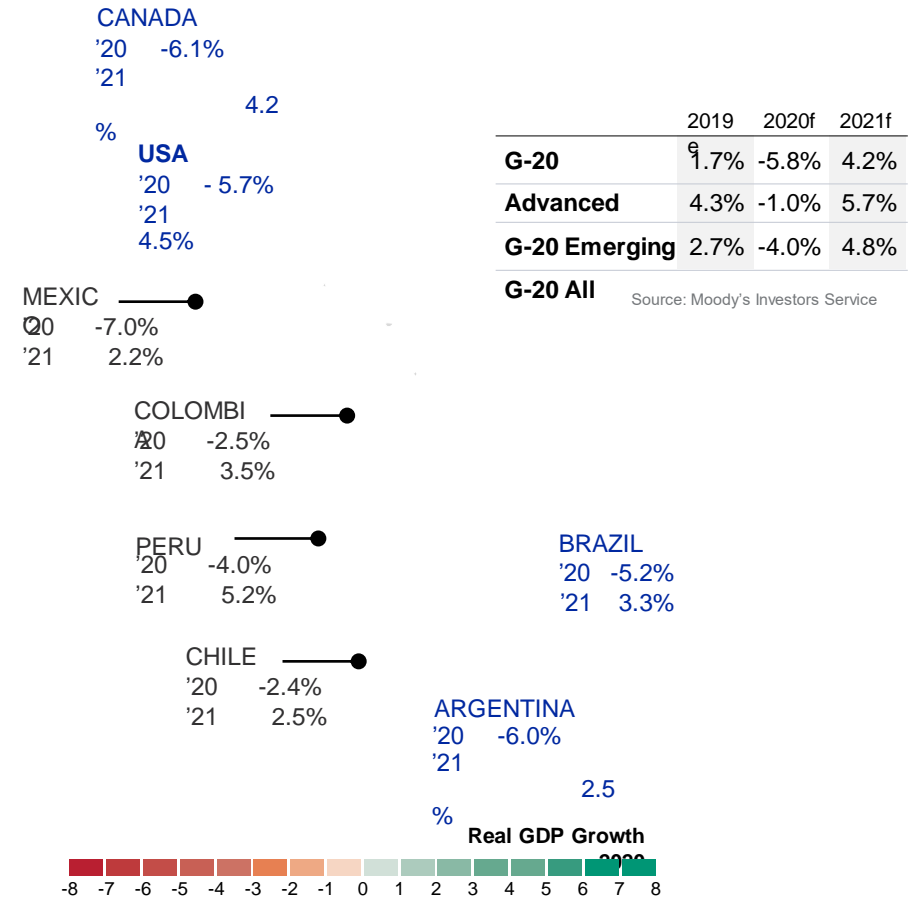 CANADA
’20 -6.1%
’21
4.2
%
USA
’20 - 5.7%
’21
4.5%
2019
e
2020f 2021f
G-20 1.7% -5.8% 4.2%
Advanced 4.3% -1.0% 5.7%
G-20 Emerging 2.7% -4.0% 4.8%
G-20 All
Source: Moody’s Investors Service
MEXIC
O
’20 -7.0%
’21 2.2%
COLOMBI
A
’20 -2.5%
’21 3.5%
PERU
’20 -4.0%
’21 5.2%
BRAZIL
’20 -5.2%
’21 3.3%
CHILE
’20 -2.4%
’21 2.5%
ARGENTINA
’20 -6.0%
’21
2.5
%
Real GDP Growth
2020
-8 -7 -6 -5 -4 -3 -2 -1 0 1 2 3 4 5 6 7 8